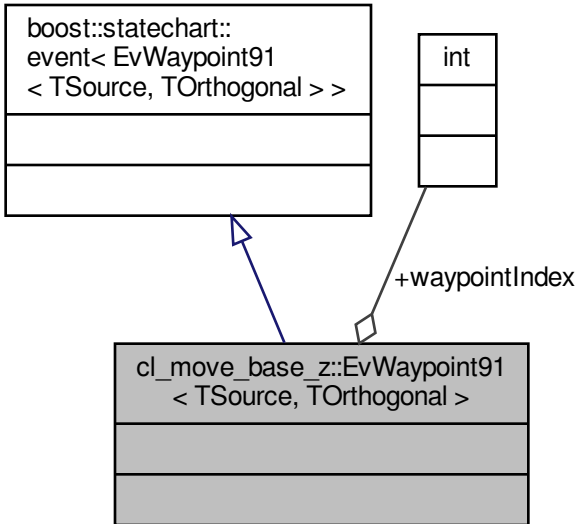 boost::statechart::
event< EvWaypoint91
< TSource, TOrthogonal > >
int
+waypointIndex
cl_move_base_z::EvWaypoint91
< TSource, TOrthogonal >